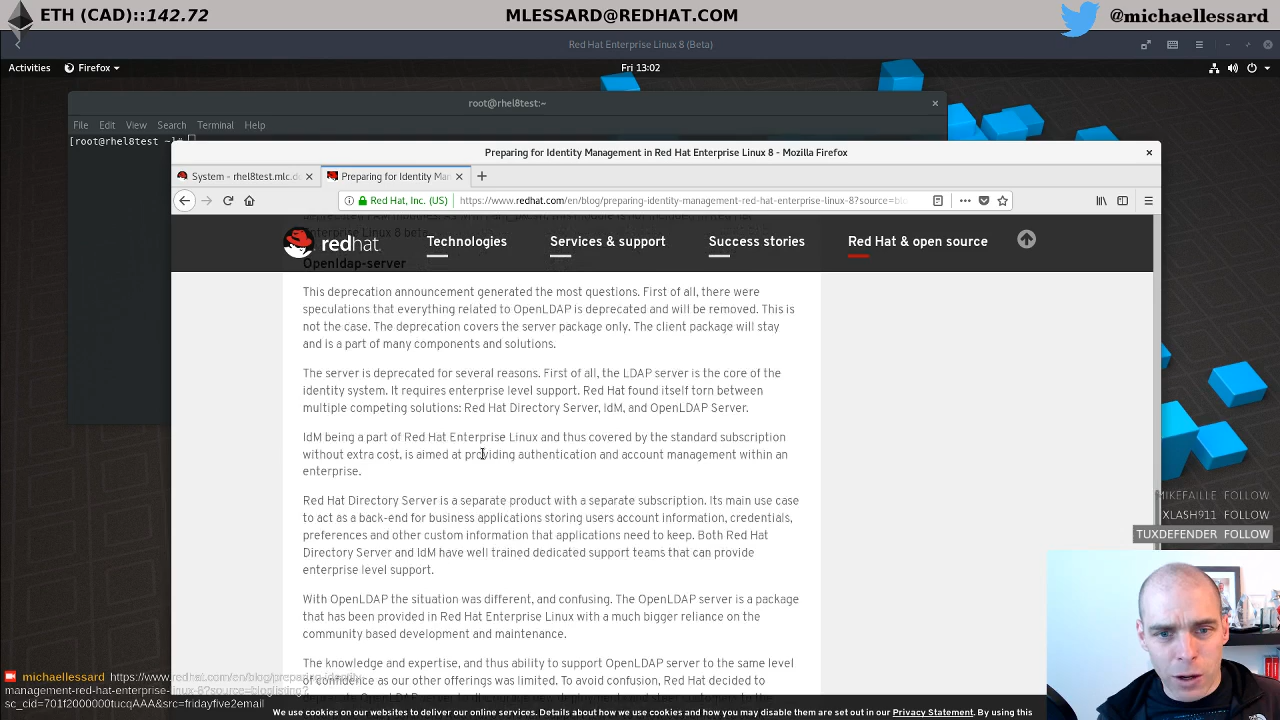 ETH (CAD)::142.72
MLESSARD@REDHAT.COM
@michaellessard
Red Hat Enterprise Linux 8 (Beta)
Activities
Firefox
Fri 13:02
root@rhel8test:~
File Edit View Search Terminal Help
[root@rhel8test ~]#
Preparing for Identity Management in Red Hat Enterprise Linux 8 - Mozilla Firefox
System - rhel8test.mlc.d
Preparing for Identity Ma
Red Hat, Inc. (US)
https://www.redhat.com/en/blog/preparing-identity-management-red-hat-enterprise-linux-8?source=blo
Enterprise Linux 8 beta.
redhat.
Technologies
Services & support
Success stories
Red Hat & open source
Openldap-server
This deprecation announcement generated the most questions. First of all, there were
speculations that everything related to OpenLDAP is deprecated and will be removed. This is
not the case. The deprecation covers the server package only. The client package will stay
and is a part of many components and solutions.
The server is deprecated for several reasons. First of all, the LDAP server is the core of the
identity system. It requires enterprise level support. Red Hat found itself torn between
multiple competing solutions: Red Hat Directory Server, IdM, and OpenLDAP Server.
IdM being a part of Red Hat Enterprise Linux and thus covered by the standard subscription
without extra cost, is aimed at providing authentication and account management within an
enterprise.
Red Hat Directory Server is a separate product with a separate subscription. Its main use case
to act as a back-end for business applications storing users account information, credentials,
preferences and other custom information that applications need to keep. Both Red Hat
Directory Server and IdM have well trained dedicated support teams that can provide
enterprise level support.
With OpenLDAP the situation was different, and confusing. The OpenLDAP server is a package
that has been provided in Red Hat Enterprise Linux with a much bigger reliance on the
community based development and maintenance.
The knowledge and expertise, and thus ability to support OpenLDAP server to the same level
of confidence as our other offerings was limited. To avoid confusion, Red Hat decided to
We use cookies on our websites to deliver our online services. Details about how we use cookies and how you may disable them are set out in our Privacy Statement. By using this
MIKEFAILLE FOLLOW
XLASH911 FOLLOW
TUXDEFENDER FOLLOW
michaellessard https://www.redhat.com/en/blog/preparing-identity-
management-red-hat-enterprise-linux-8?source=bloglisting?
sc_cid=701f2000000tucqAAA&src=fridayfive2email